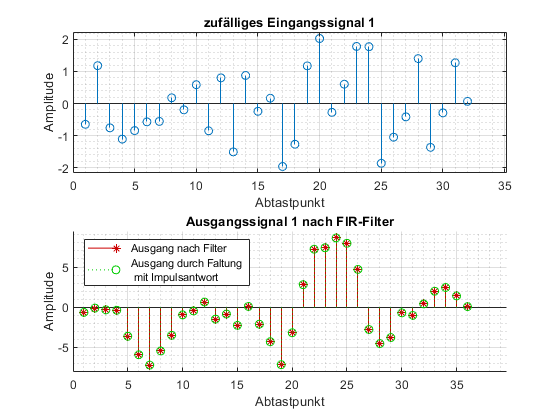 zufälliges Eingangssignal 1
2
1
0
-1
-2
Amplitude
0 5 10 15 20 25 30 35
Abtastpunkt
Ausgangssignal 1 nach FIR-Filter
Ausgang nach Filter
Ausgang durch Faltung
mit Impulsantwort
5
0
-5
Amplitude
0 5 10 15 20 25 30 35
Abtastpunkt